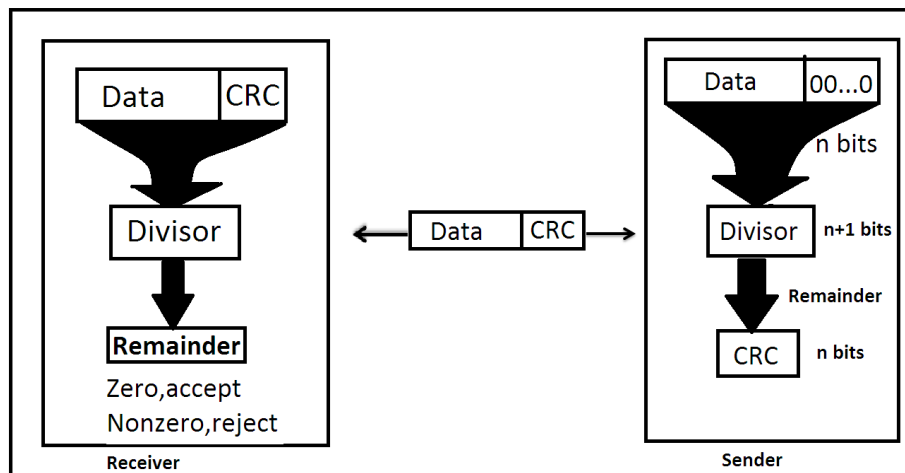 Data CRC
Divisor
Remainder
Zero,accept
Nonzero,reject
Receiver
Data CRC
Data 00...0
n bits
Divisor n+1 bits
Remainder
CRC n bits
Sender